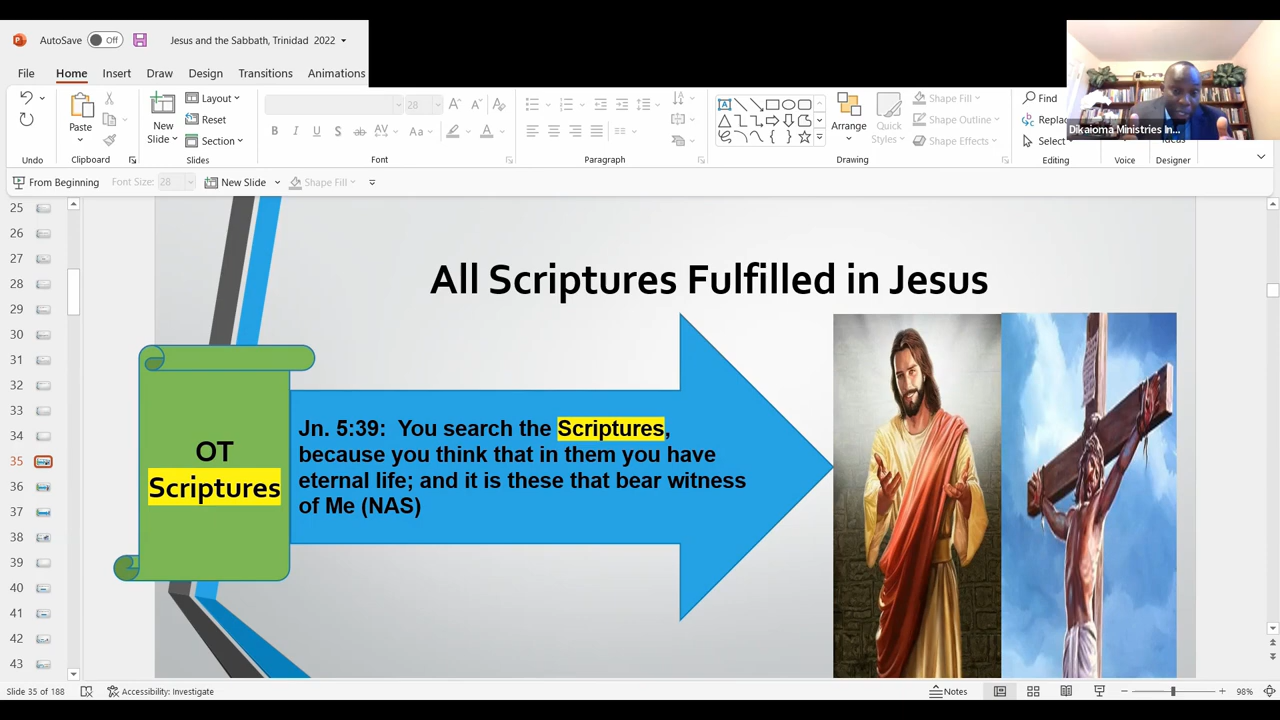 AutoSave Off Jesus and the Sabbath, Trinidad 2022
File Home Insert Draw Design Transitions Animations
Paste
New
Slide
Layout
Reset
Section
28
Arrange
Quick
Styles
Shape Fill
Shape Outline
Shape Effects
Find
Select
Dikaioma Ministries In...
Undo Clipboard Slides Font Paragraph Drawing Editing Voice Designer
From Beginning Font Size: 28 New Slide Shape Fill
25
26
27
28
29
30
31
32
33
34
35
36
37
38
39
40
41
42
43
All Scriptures Fulfilled in Jesus
OT
Scriptures
Jn. 5:39: You search the Scriptures,
because you think that in them you have
eternal life; and it is these that bear witness
of Me (NAS)
Slide 35 of 188 Accessibility: Investigate Notes 98%